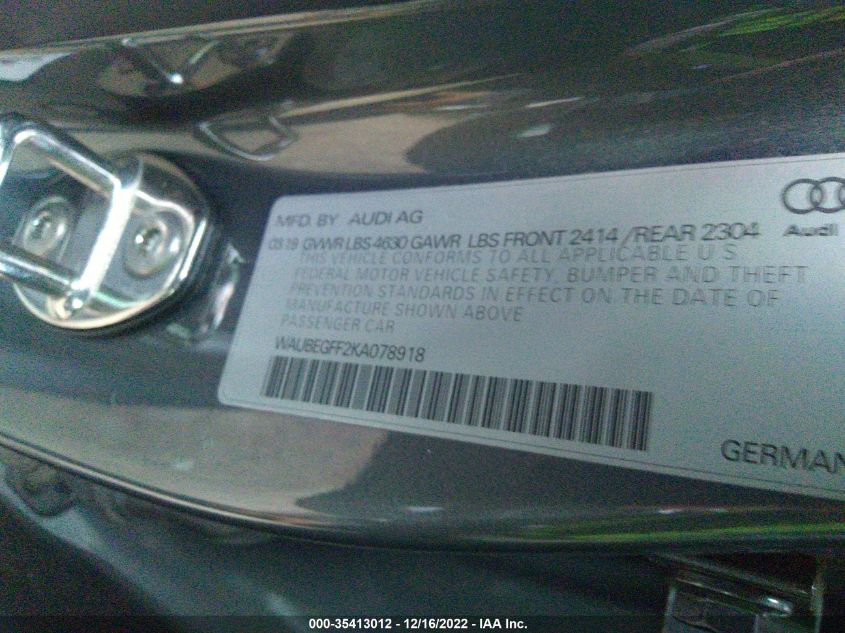 MFD. BY AUDI AG
03 19 GVWR LBS 4630 GAWR LBS FRONT 2414 / REAR 2304
THIS VEHICLE CONFORMS TO ALL APPLICABLE U S
FEDERAL MOTOR VEHICLE SAFETY, BUMPER AND THEFT
PREVENTION STANDARDS IN EFFECT ON THE DATE OF
MANUFACTURE SHOWN ABOVE
PASSENGER CAR
WAUBEGFF2KA078918
Audi
GERMAN
000-35413012 - 12/16/2022 - IAA Inc.